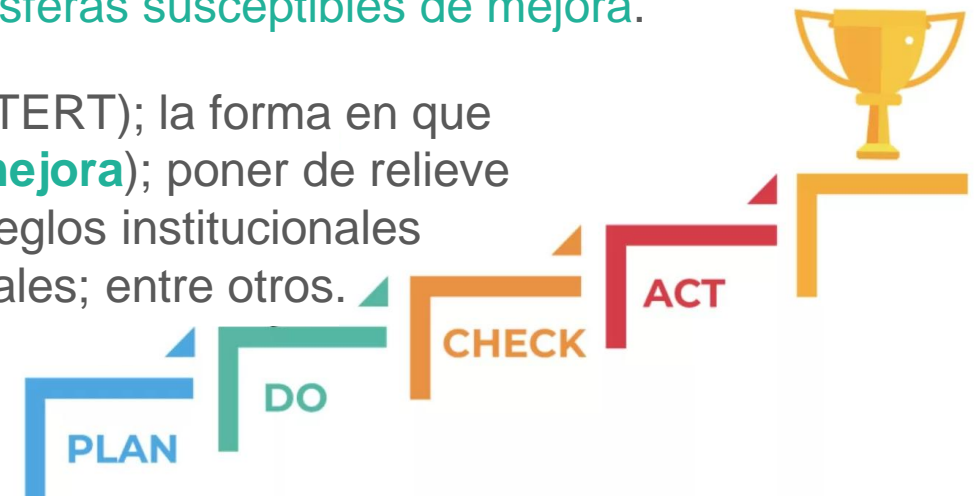 sferas susceptibles de mejora.
TERT); la forma en que
mejora); poner de relieve
eglos institucionales
ales; entre otros.
ACT
CHECK
DO
PLAN